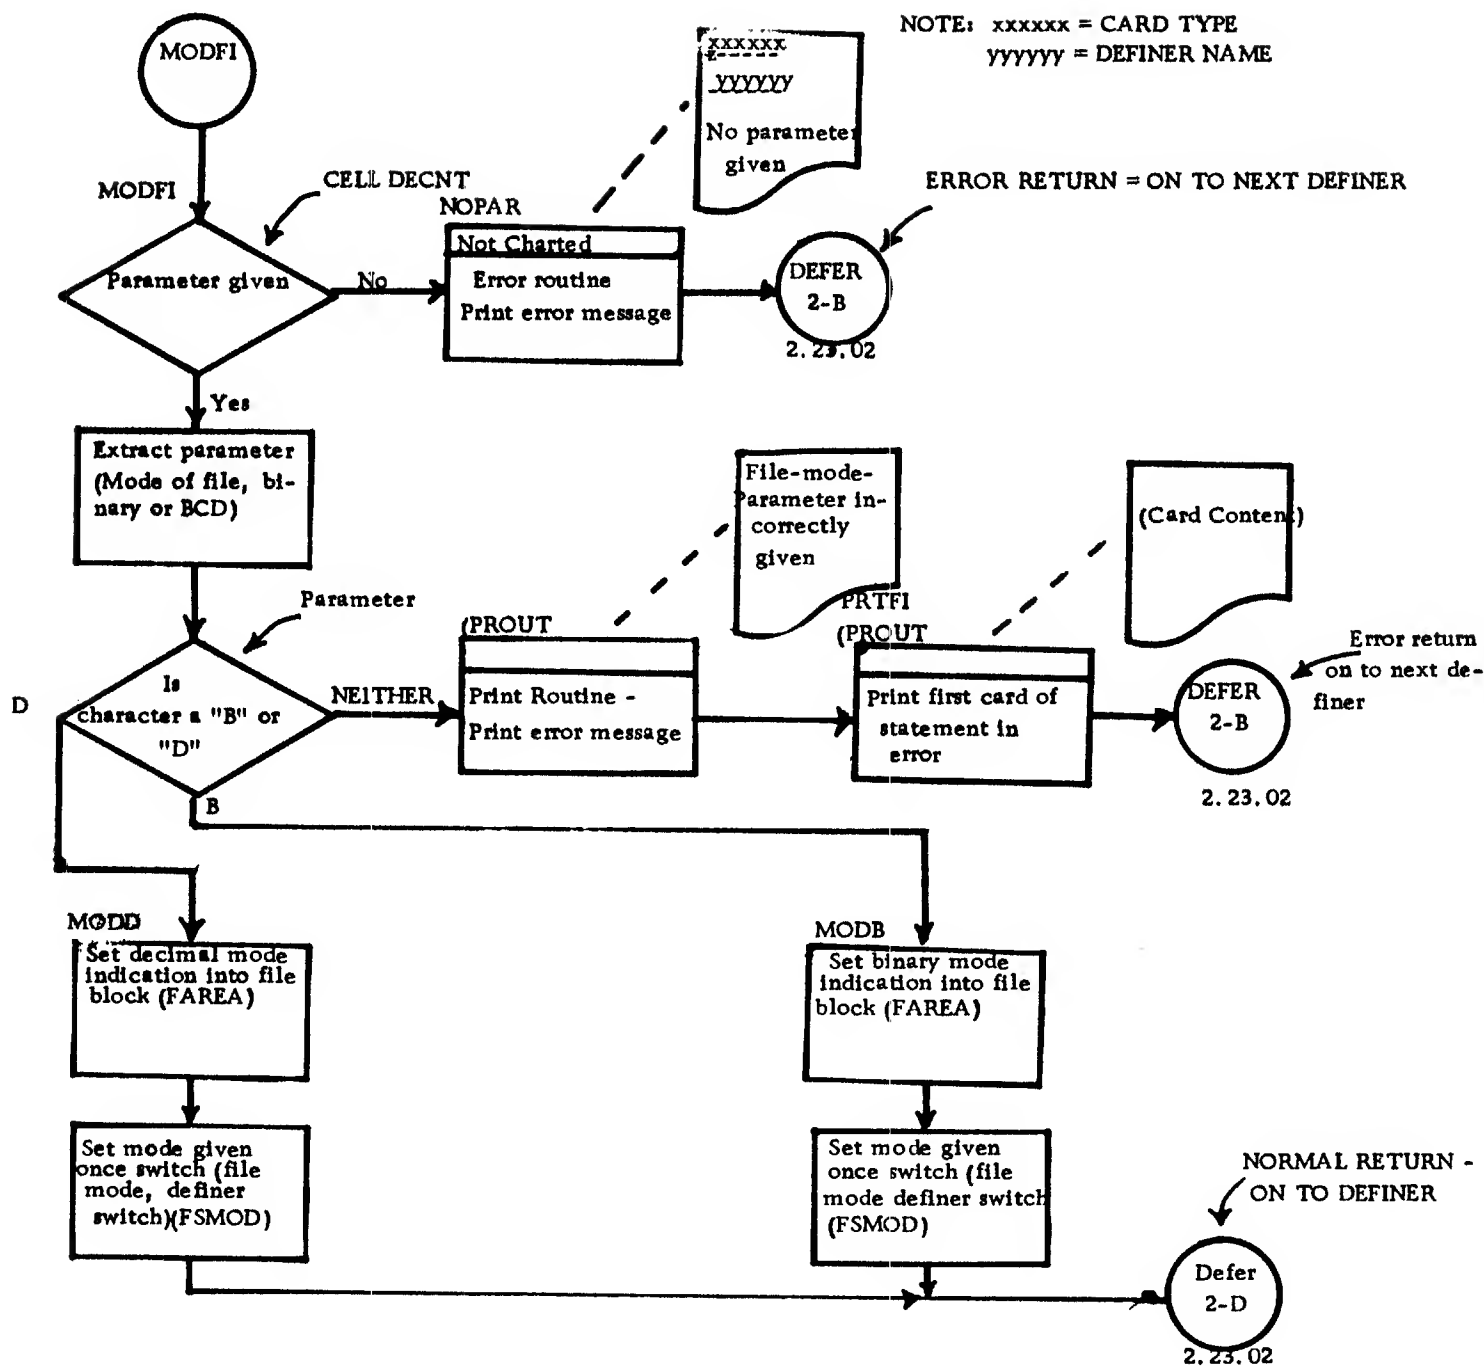 MODFI
NOTE: xxxxxx = CARD TYPE
yyyyyy = DEFINER NAME
xxxxxx
yyyyyy
No parameter
given
MODFI
CELL DECNT
Parameter given
No
NOPAR
Not Charted
Error routine
Print error message
ERROR RETURN = ON TO NEXT DEFINER
DEFER
2-B
2.23.02
Yes
Extract parameter
(Mode of file, bi-
nary or BCD)
Parameter
Is
character a "B" or
"D"
D
NEITHER
B
(PROUT
Print Routine -
Print error message
File-mode-
Parameter in-
correctly
given
PRTFI
(PROUT
Print first card of
statement in
error
(Card Content)
Error return
on to next de-
finer
DEFER
2-B
2.23.02
MODD
Set decimal mode
indication into file
block (FAREA)
MODB
Set binary mode
indication into file
block (FAREA)
Set mode given
once switch (file
mode, definer
switch)(FSMOD)
Set mode given
once switch (file
mode definer switch
(FSMOD)
NORMAL RETURN -
ON TO DEFINER
Defer
2-D
2.23.02